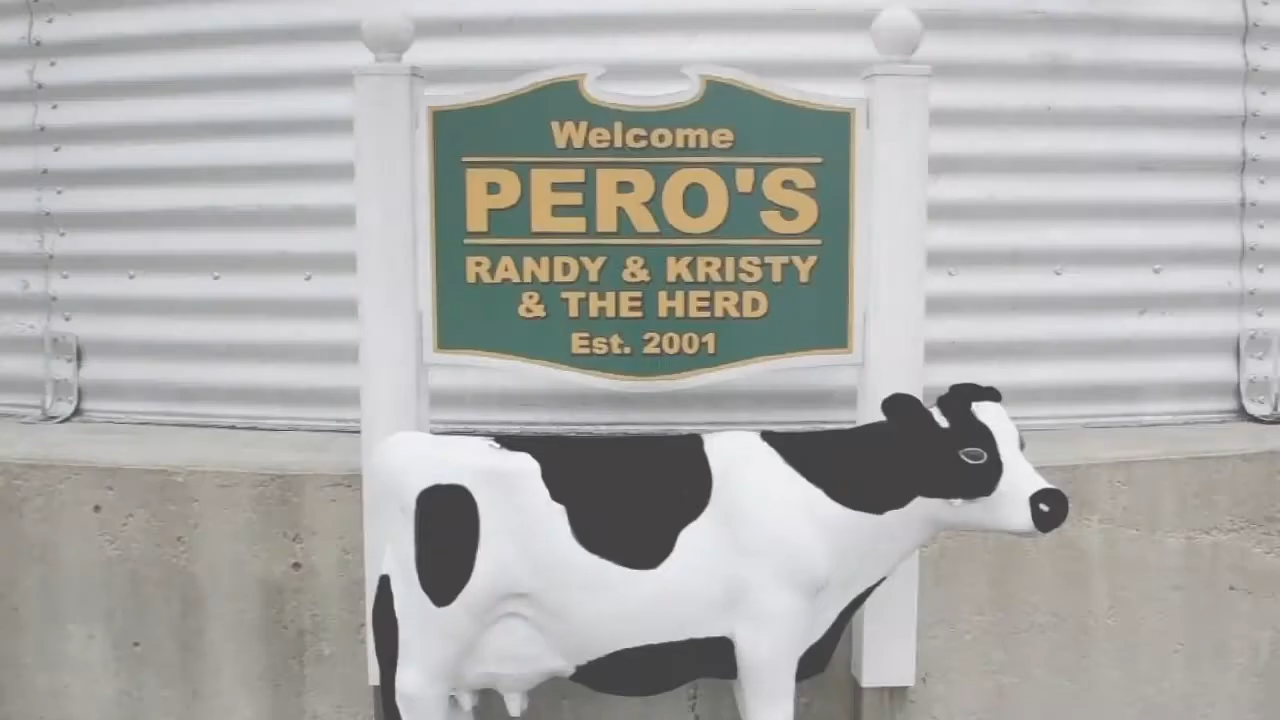 Welcome
PERO'S
RANDY & KRISTY
& THE HERD
Est. 2001